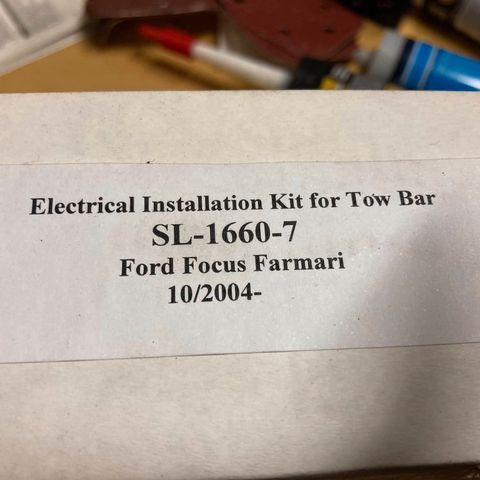 Electrical Installation Kit for Tow Bar
SL-1660-7
Ford Focus Farmari
10/2004-